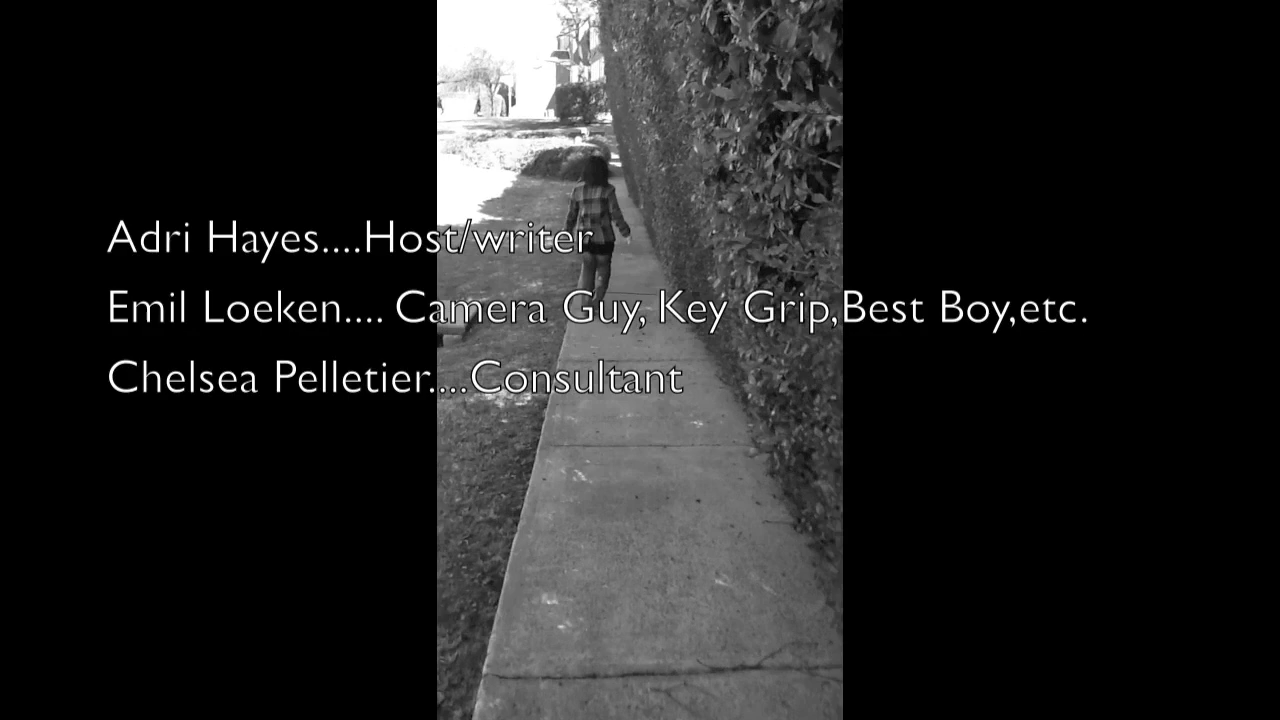 Adri Hayes....Host/writer
Emil Loeken.... Camera Guy, Key Grip,Best Boy,etc.
Chelsea Pelletier....Consultant